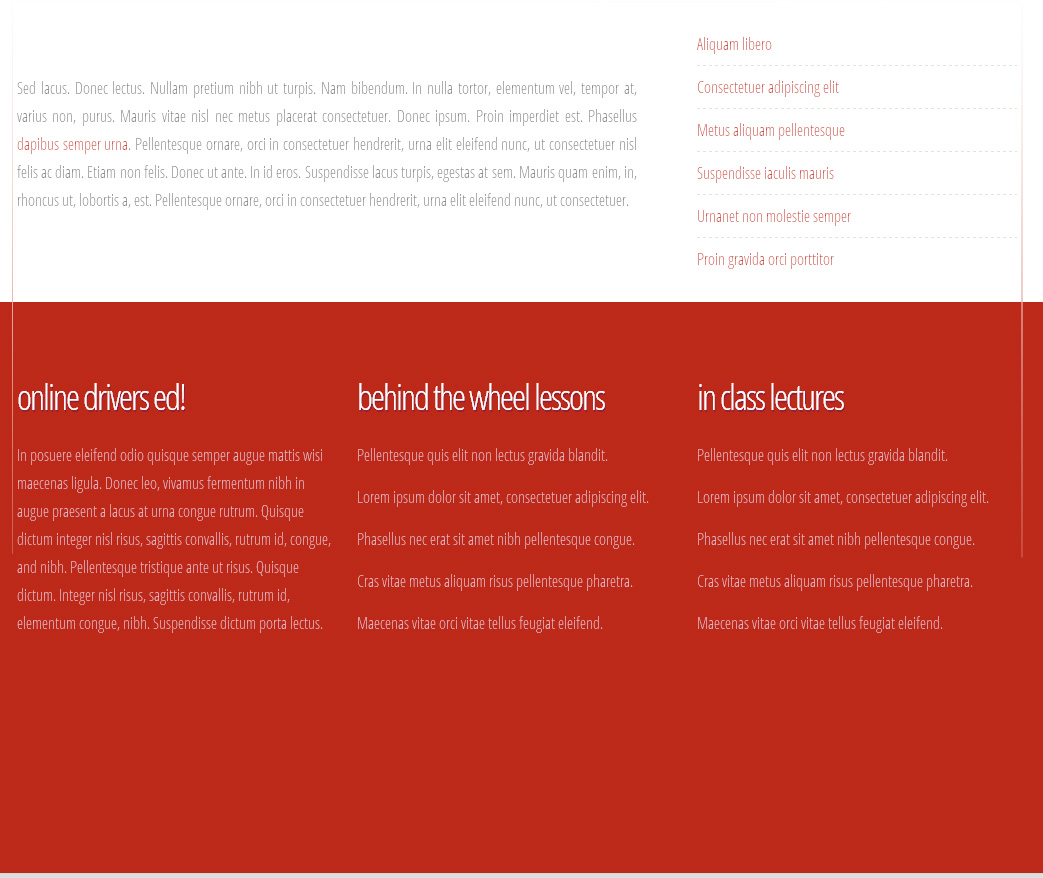 Sed lacus. Donec lectus. Nullam pretium nibh ut turpis. Nam bibendum. In nulla tortor, elementum vel, tempor at,
varius non, purus. Mauris vitae nisl nec metus placerat consectetuer. Donec ipsum. Proin imperdiet est. Phasellus
dapibus semper urna. Pellentesque ornare, orci in consectetuer hendrerit, urna elit eleifend nunc, ut consectetuer nisl
felis ac diam. Etiam non felis. Donec ut ante. In id eros. Suspendisse lacus turpis, egestas at sem. Mauris quam enim, in,
rhoncus ut, lobortis a, est. Pellentesque ornare, orci in consectetuer hendrerit, urna elit eleifend nunc, ut consectetuer.
Aliquam libero
Consectetuer adipiscing elit
Metus aliquam pellentesque
Suspendisse iaculis mauris
Urnanet non molestie semper
Proin gravida orci porttitor
online drivers ed!
In posuere eleifend odio quisque semper augue mattis wisi
maecenas ligula. Donec leo, vivamus fermentum nibh in
augue praesent a lacus at urna congue rutrum. Quisque
dictum integer nisl risus, sagittis convallis, rutrum id, congue,
and nibh. Pellentesque tristique ante ut risus. Quisque
dictum. Integer nisl risus, sagittis convallis, rutrum id,
elementum congue, nibh. Suspendisse dictum porta lectus.
behind the wheel lessons
Pellentesque quis elit non lectus gravida blandit.
Lorem ipsum dolor sit amet, consectetuer adipiscing elit.
Phasellus nec erat sit amet nibh pellentesque congue.
Cras vitae metus aliquam risus pellentesque pharetra.
Maecenas vitae orci vitae tellus feugiat eleifend.
in class lectures
Pellentesque quis elit non lectus gravida blandit.
Lorem ipsum dolor sit amet, consectetuer adipiscing elit.
Phasellus nec erat sit amet nibh pellentesque congue.
Cras vitae metus aliquam risus pellentesque pharetra.
Maecenas vitae orci vitae tellus feugiat eleifend.